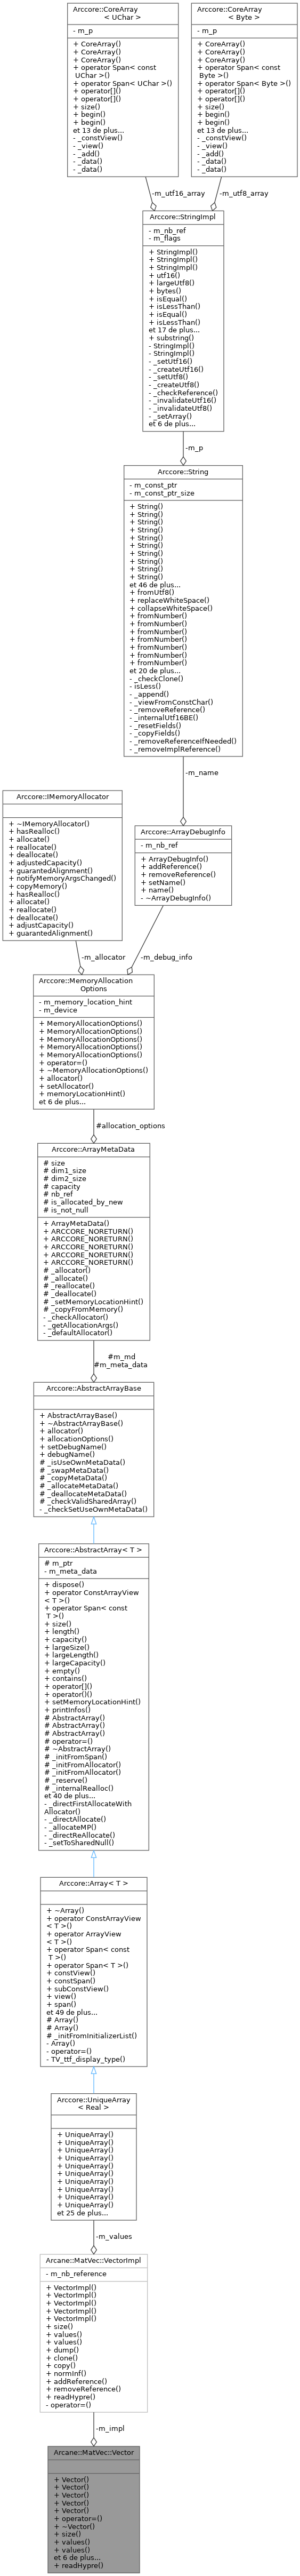 Arccore::CoreArray
< UChar >
- m_p
+ CoreArray()
+ CoreArray()
+ CoreArray()
+ operator Span< const
UChar >()
+ operator Span< UChar >()
+ operator[]()
+ operator[]()
+ size()
+ begin()
+ begin()
et 13 de plus...
- _constView()
- _view()
- _add()
- _data()
- _data()
Arccore::CoreArray
< Byte >
- m_p
+ CoreArray()
+ CoreArray()
+ CoreArray()
+ operator Span< const
Byte >()
+ operator Span< Byte >()
+ operator[]()
+ operator[]()
+ size()
+ begin()
+ begin()
et 13 de plus...
- _constView()
- _view()
- _add()
- _data()
- _data()
-m_utf16_array
-m_utf8_array
Arccore::StringImpl
- m_nb_ref
- m_flags
+ StringImpl()
+ StringImpl()
+ StringImpl()
+ utf16()
+ largeUtf8()
+ bytes()
+ isEqual()
+ isLessThan()
+ isEqual()
+ isLessThan()
et 17 de plus...
+ substring()
- StringImpl()
- StringImpl()
- _setUtf16()
- _createUtf16()
- _setUtf8()
- _createUtf8()
- _checkReference()
- _invalidateUtf16()
- _invalidateUtf8()
- _setArray()
et 6 de plus...
-m_p
Arccore::String
- m_const_ptr
- m_const_ptr_size
+ String()
+ String()
+ String()
+ String()
+ String()
+ String()
+ String()
+ String()
+ String()
+ String()
et 46 de plus...
+ fromUtf8()
+ replaceWhiteSpace()
+ collapseWhiteSpace()
+ fromNumber()
+ fromNumber()
+ fromNumber()
+ fromNumber()
+ fromNumber()
+ fromNumber()
+ fromNumber()
et 20 de plus...
- _checkClone()
- isLess()
- _append()
- _viewFromConstChar()
- _removeReference()
- _internalUtf16BE()
- _resetFields()
- _copyFields()
- _removeReferenceIfNeeded()
- _removeImplReference()
-m_name
Arccore::IMemoryAllocator
+ ~IMemoryAllocator()
+ hasRealloc()
+ allocate()
+ reallocate()
+ deallocate()
+ adjustedCapacity()
+ guarantedAlignment()
+ notifyMemoryArgsChanged()
+ copyMemory()
+ hasRealloc()
+ allocate()
+ reallocate()
+ deallocate()
+ adjustCapacity()
+ guarantedAlignment()
Arccore::ArrayDebugInfo
- m_nb_ref
+ ArrayDebugInfo()
+ addReference()
+ removeReference()
+ setName()
+ name()
- ~ArrayDebugInfo()
-m_allocator
-m_debug_info
Arccore::MemoryAllocation
Options
- m_memory_location_hint
- m_device
+ MemoryAllocationOptions()
+ MemoryAllocationOptions()
+ MemoryAllocationOptions()
+ MemoryAllocationOptions()
+ MemoryAllocationOptions()
+ operator=()
+ ~MemoryAllocationOptions()
+ allocator()
+ setAllocator()
+ memoryLocationHint()
et 6 de plus...
#allocation_options
Arccore::ArrayMetaData
# size
# dim1_size
# dim2_size
# capacity
# nb_ref
# is_allocated_by_new
# is_not_null
+ ArrayMetaData()
+ ARCCORE_NORETURN()
+ ARCCORE_NORETURN()
+ ARCCORE_NORETURN()
+ ARCCORE_NORETURN()
+ ARCCORE_NORETURN()
# _allocator()
# _allocate()
# _reallocate()
# _deallocate()
# _setMemoryLocationHint()
# _copyFromMemory()
- _checkAllocator()
- _getAllocationArgs()
- _defaultAllocator()
#m_md
#m_meta_data
Arccore::AbstractArrayBase
+ AbstractArrayBase()
+ ~AbstractArrayBase()
+ allocator()
+ allocationOptions()
+ setDebugName()
+ debugName()
# _isUseOwnMetaData()
# _swapMetaData()
# _copyMetaData()
# _allocateMetaData()
# _deallocateMetaData()
# _checkValidSharedArray()
- _checkSetUseOwnMetaData()
Arccore::AbstractArray< T >
# m_ptr
- m_meta_data
+ dispose()
+ operator ConstArrayView
< T >()
+ operator Span< const
T >()
+ size()
+ length()
+ capacity()
+ largeSize()
+ largeLength()
+ largeCapacity()
+ empty()
+ contains()
+ operator[]()
+ operator()()
+ setMemoryLocationHint()
+ printInfos()
# AbstractArray()
# AbstractArray()
# AbstractArray()
# operator=()
# ~AbstractArray()
# _initFromSpan()
# _initFromAllocator()
# _initFromAllocator()
# _reserve()
# _internalRealloc()
et 40 de plus...
- _directFirstAllocateWith
Allocator()
- _directAllocate()
- _allocateMP()
- _directReAllocate()
- _setToSharedNull()
Arccore::Array< T >
+ ~Array()
+ operator ConstArrayView
< T >()
+ operator ArrayView
< T >()
+ operator Span< const
T >()
+ operator Span< T >()
+ constView()
+ constSpan()
+ subConstView()
+ view()
+ span()
et 49 de plus...
# Array()
# Array()
# _initFromInitializerList()
- Array()
- operator=()
- TV_ttf_display_type()
Arccore::UniqueArray
< Real >
+ UniqueArray()
+ UniqueArray()
+ UniqueArray()
+ UniqueArray()
+ UniqueArray()
+ UniqueArray()
+ UniqueArray()
+ UniqueArray()
+ UniqueArray()
+ UniqueArray()
et 25 de plus...
-m_values
Arcane::MatVec::VectorImpl
- m_nb_reference
+ VectorImpl()
+ VectorImpl()
+ VectorImpl()
+ VectorImpl()
+ VectorImpl()
+ size()
+ values()
+ values()
+ dump()
+ clone()
+ copy()
+ normInf()
+ addReference()
+ removeReference()
+ readHypre()
- operator=()
-m_impl
Arcane::MatVec::Vector
+ Vector()
+ Vector()
+ Vector()
+ Vector()
+ Vector()
+ operator=()
+ ~Vector()
+ size()
+ values()
+ values()
et 6 de plus...
+ readHypre()